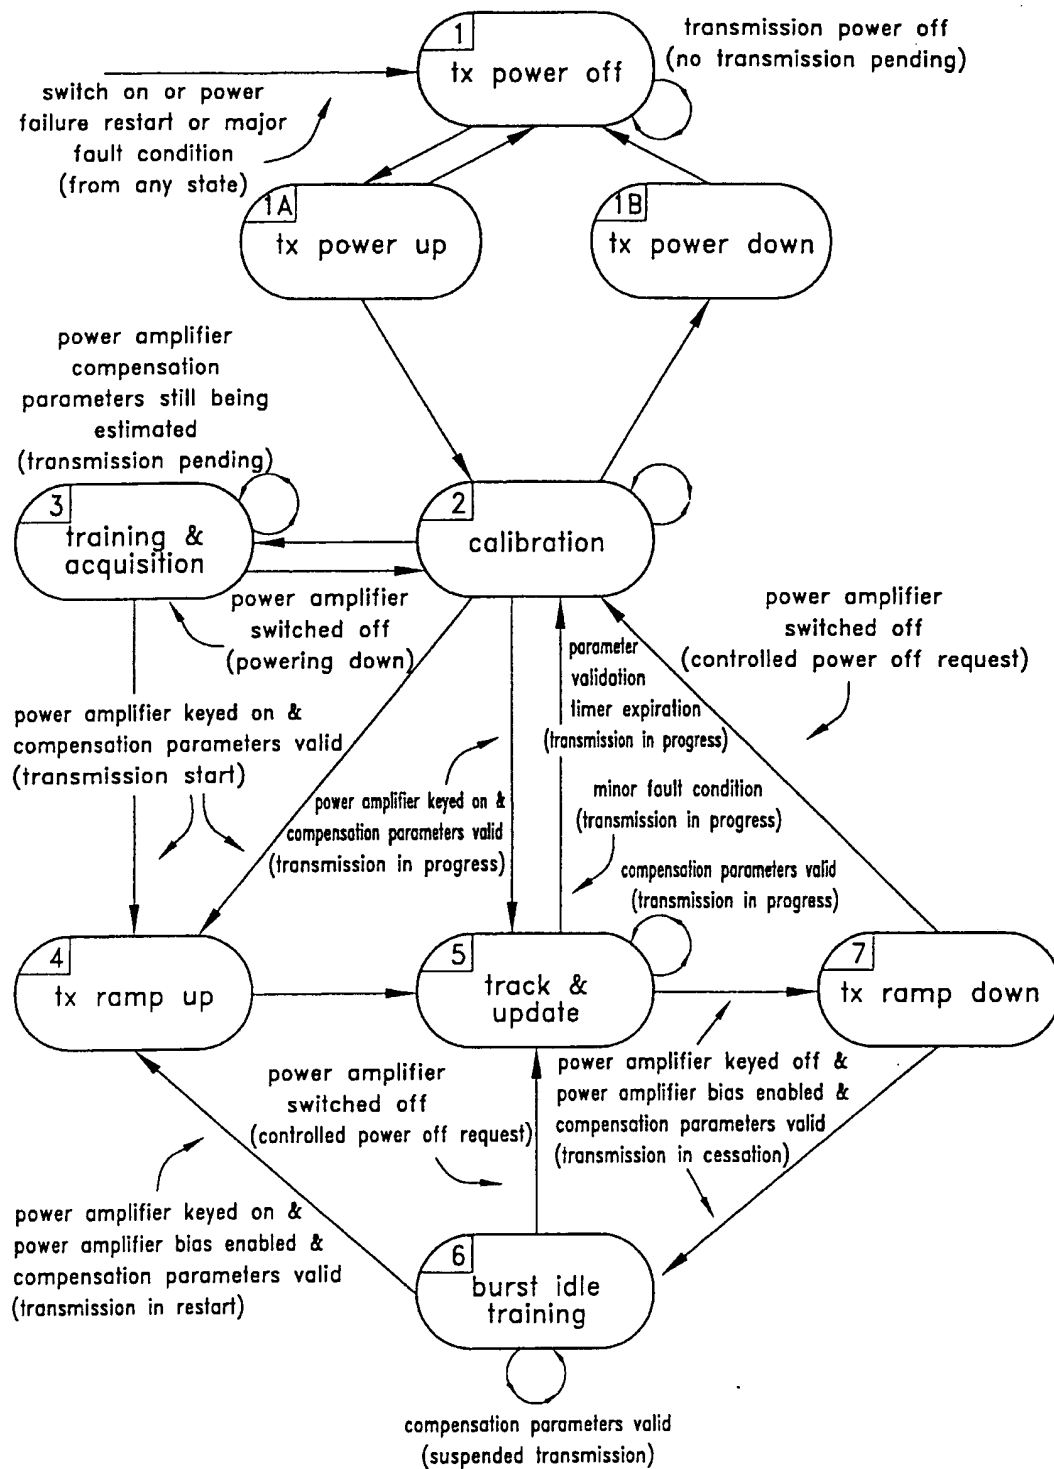 1
tx power off
transmission power off
(no transmission pending)
switch on or power
failure restart or major
fault condition
(from any state)
1A
tx power up
1B
tx power down
power amplifier
compensation
parameters still being
estimated
(transmission pending)
3
training &
acquisition
2
calibration
power amplifier
switched off
(powering down)
power amplifier
switched off
(controlled power off request)
parameter
validation
timer expiration
(transmission in progress)
power amplifier keyed on &
compensation parameters valid
(transmission start)
power amplifier keyed on &
compensation parameters valid
(transmission in progress)
minor fault condition
(transmission in progress)
compensation parameters valid
(transmission in progress)
4
tx ramp up
5
track &
update
7
tx ramp down
power amplifier
switched off
(controlled power off request)
power amplifier keyed off &
power amplifier bias enabled &
compensation parameters valid
(transmission in cessation)
power amplifier keyed on &
power amplifier bias enabled &
compensation parameters valid
(transmission in restart)
6
burst idle
training
compensation parameters valid
(suspended transmission)